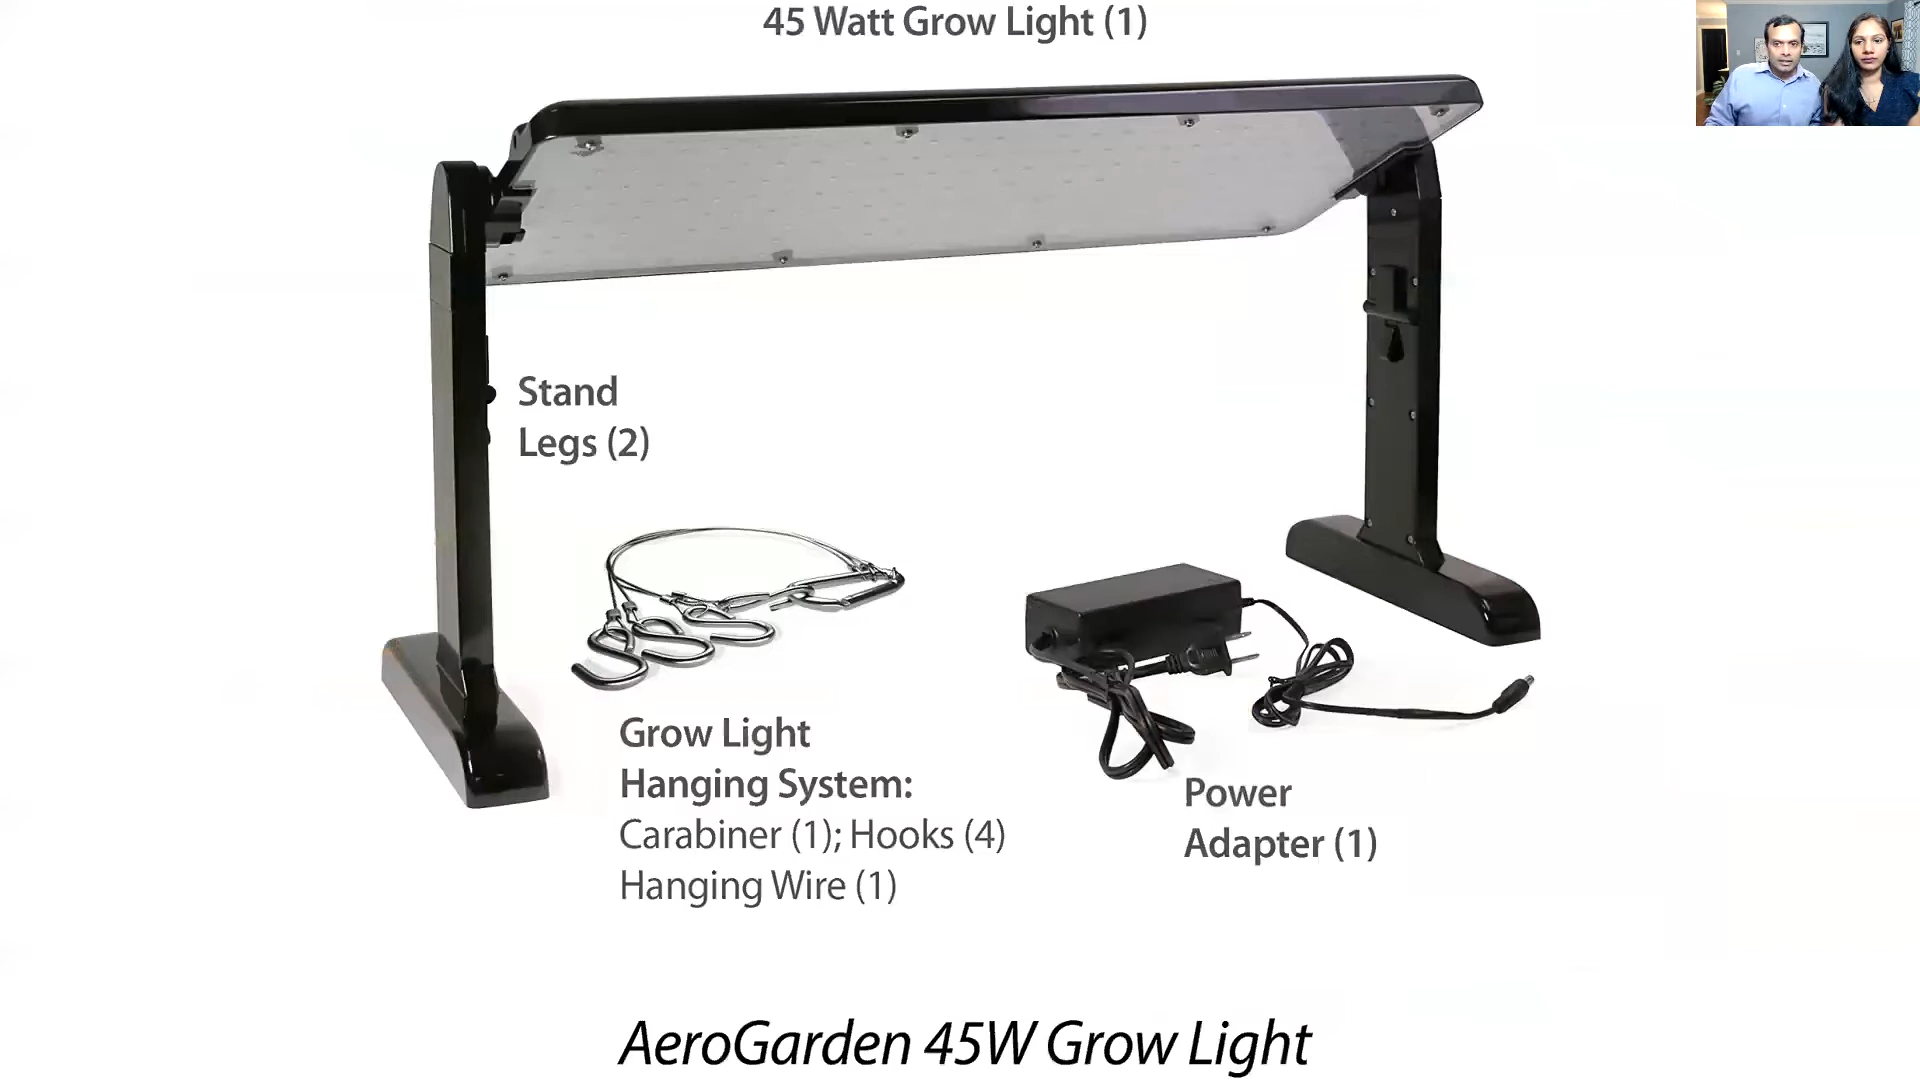 45 Watt Grow Light (1)
Stand
Legs (2)
Grow Light
Hanging System:
Carabiner (1); Hooks (4)
Hanging Wire (1)
Power
Adapter (1)
AeroGarden 45W Grow Light